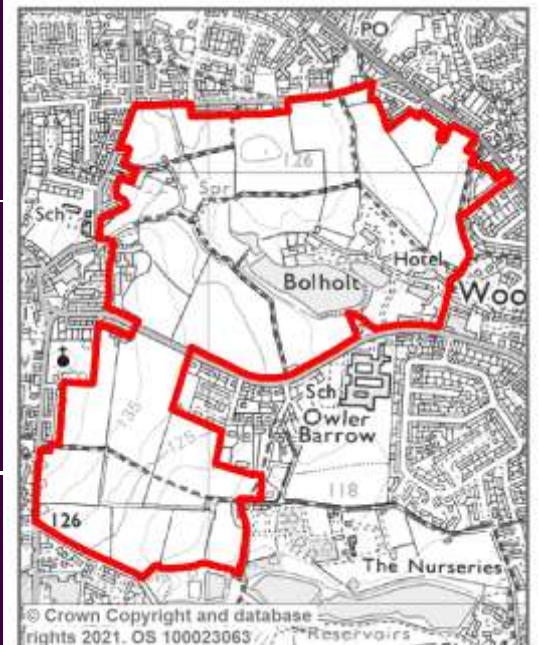 PO
126
Spr
Sch
Hotel
Bolholt
Woo
Sch
Owler
Barrow
135
125
118
126
The Nurseries
© Crown Copyright and database
rights 2021. OS 100023063
Reservoirs